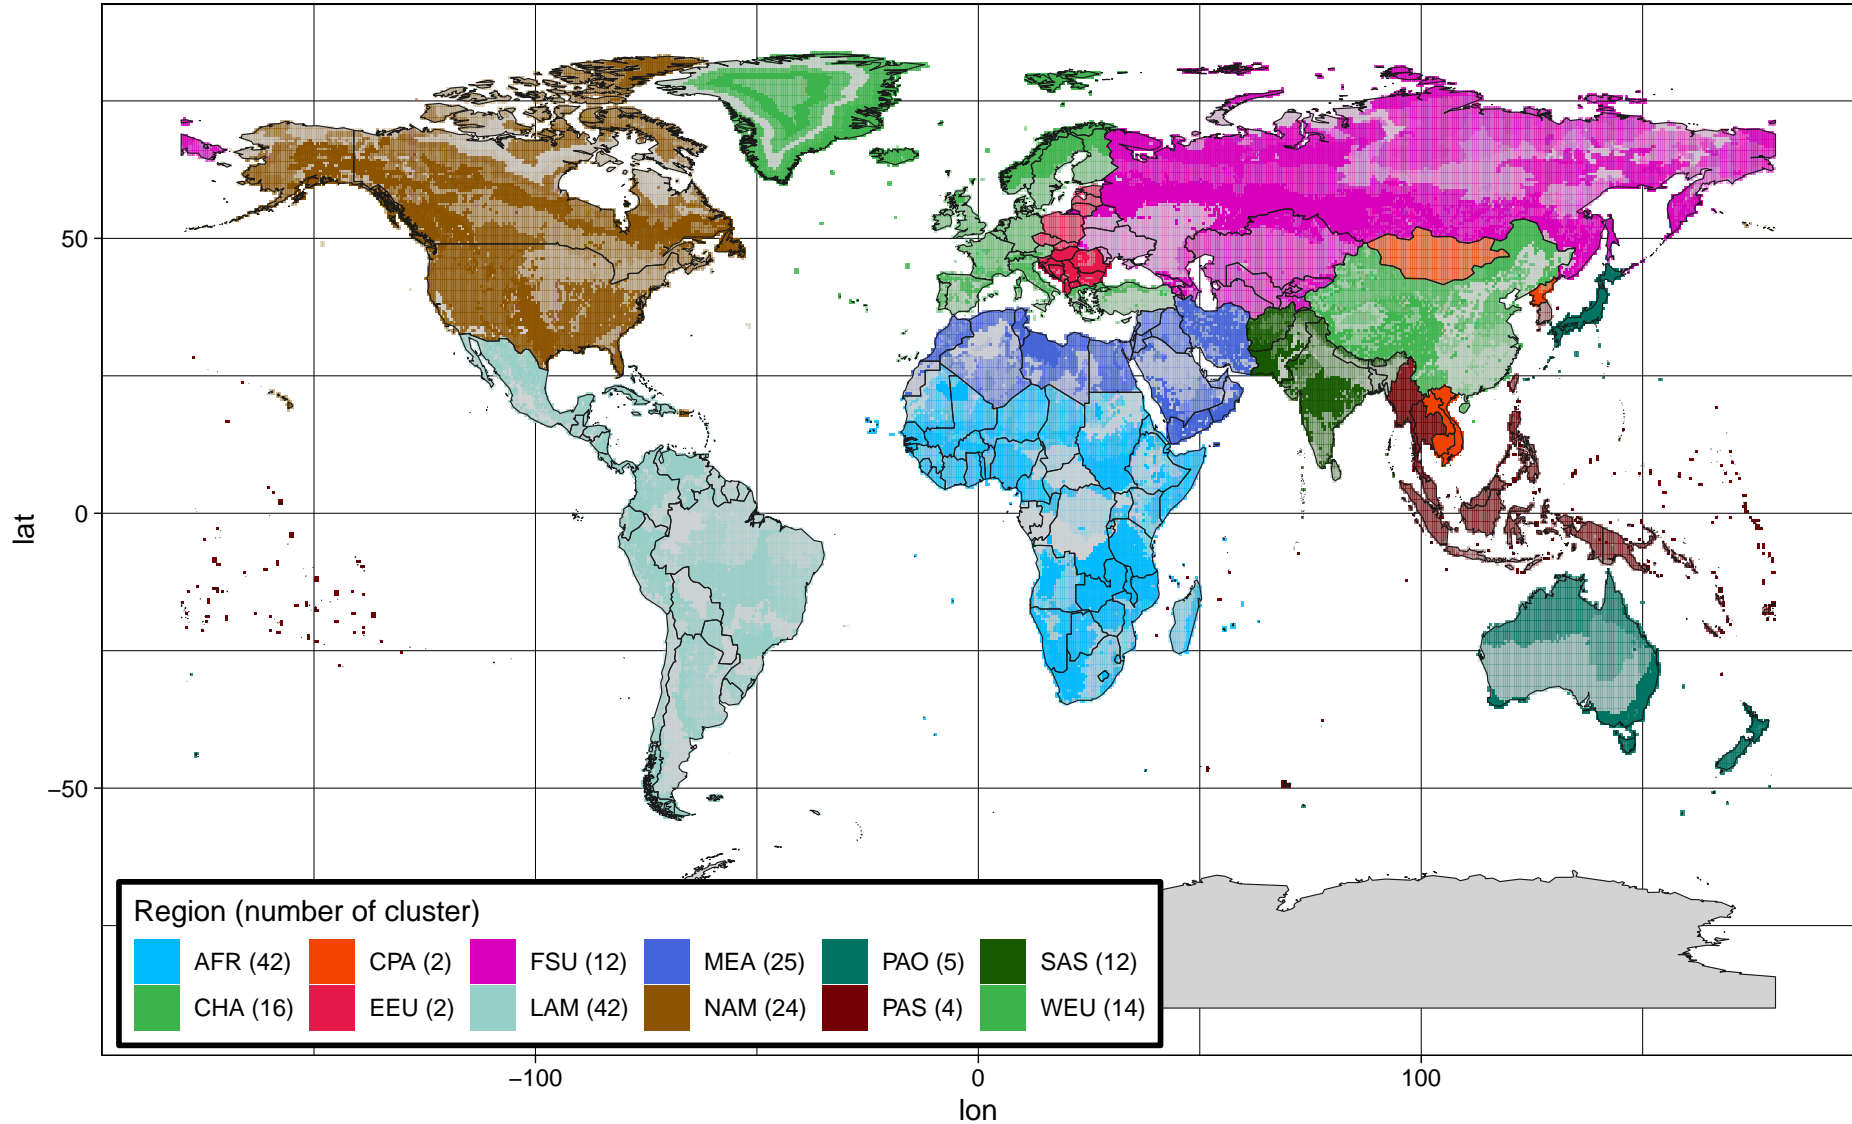 50
0
−50
lat
Region (number of cluster)
AFR (42) CPA (2) FSU (12) MEA (25) PAO (5) SAS (12)
CHA (16) EEU (2) LAM (42) NAM (24) PAS (4) WEU (14)
−100 0 100
lon